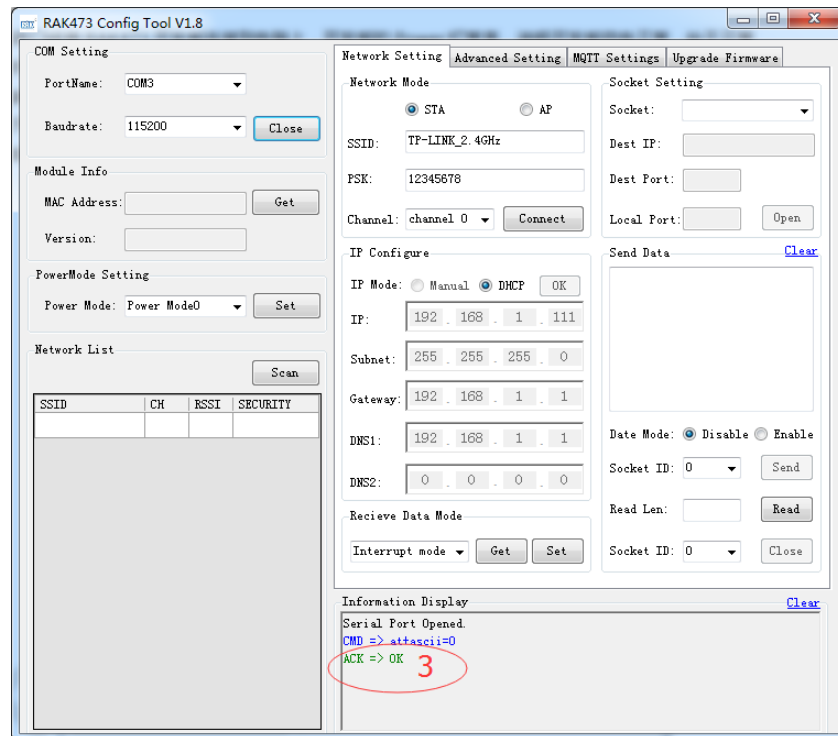 RAK473 Config Tool V1.8
COM Setting
PortName: COM3
Baudrate: 115200 Close
Module Info
MAC Address: Get
Version:
PowerMode Setting
Power Mode: Power Mode0 Set
Network List
Scan
SSID CH RSSI SECURITY
Network Setting Advanced Setting MQTT Settings Upgrade Firmware
Network Mode
STA AP
SSID: TP-LINK_2.4GHz
PSK: 12345678
Channel: channel 0 Connect
IP Configure
IP Mode: Manual DHCP OK
IP: 192 . 168 . 1 . 111
Subnet: 255 . 255 . 255 . 0
Gateway: 192 . 168 . 1 . 1
DNS1: 192 . 168 . 1 . 1
DNS2: 0 . 0 . 0 . 0
Recieve Data Mode
Interrupt mode Get Set
Socket Setting
Socket:
Dest IP:
Dest Port:
Local Port: Open
Send Data Clear
Date Mode: Disable Enable
Socket ID: 0 Send
Read Len: Read
Socket ID: 0 Close
Information Display Clear
Serial Port Opened.
CMD => at+ascii=0
ACK => OK 3